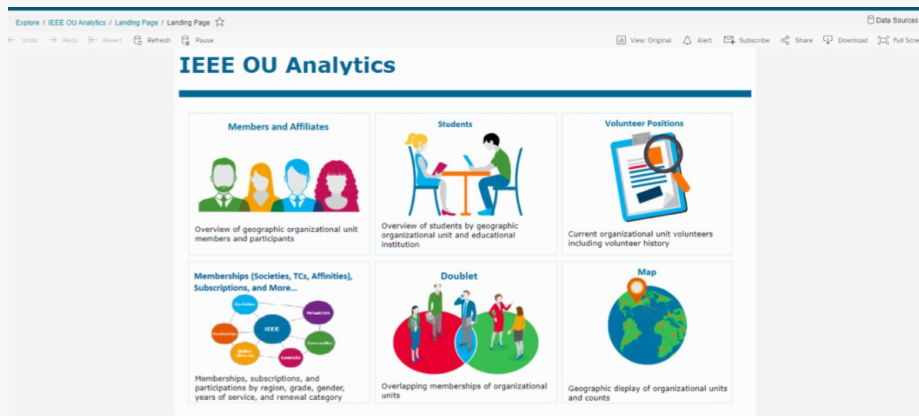 Explore / IEEE OU Analytics / Landing Page / Landing Page
Data Sources
Undo Redo Revert Refresh Pause
View: Original Alert Subscribe Share Download Full Scre
IEEE OU Analytics
Members and Affiliates
Overview of geographic organizational unit
members and participants
Students
Overview of students by geographic
organizational unit and educational
institution
Volunteer Positions
Current organizational unit volunteers
including volunteer history
Memberships (Societies, TCs, Affinities),
Subscriptions, and More...
IEEE
Memberships, subscriptions, and
participations by region, grade, gender,
years of service, and renewal category
Doublet
Overlapping memberships of organizational
units
Map
Geographic display of organizational units
and counts